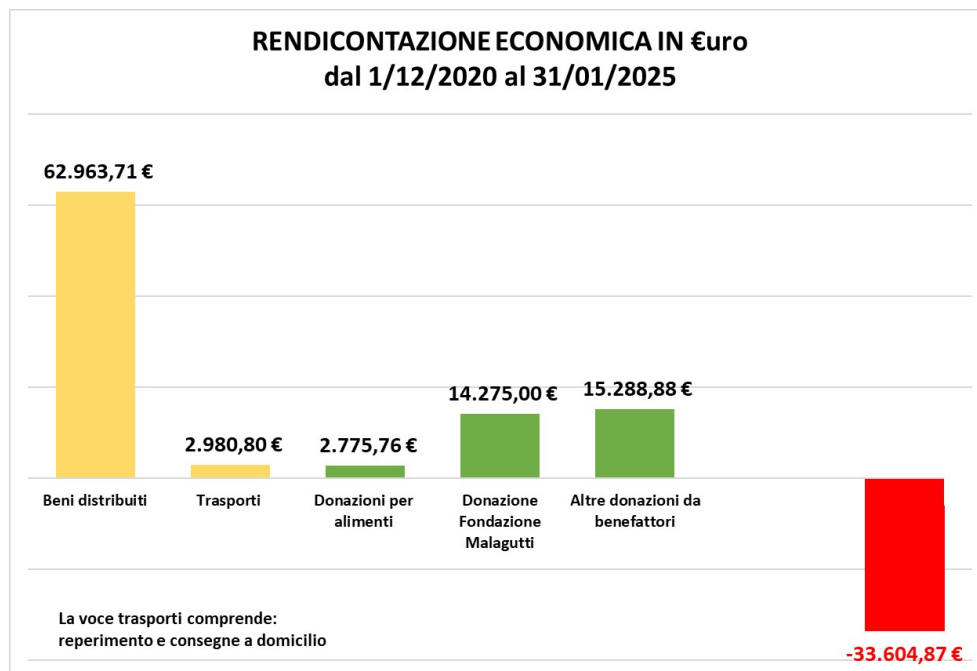 RENDICONTAZIONE ECONOMICA IN €uro
dal 1/12/2020 al 31/01/2025
62.963,71 €
2.980,80 €
2.775,76 €
14.275,00 €
15.288,88 €
Beni distribuiti
Trasporti
Donazioni per
alimenti
Donazione
Fondazione
Malagutti
Altre donazioni da
benefattori
La voce trasporti comprende:
reperimento e consegne a domicilio
-33.604,87 €